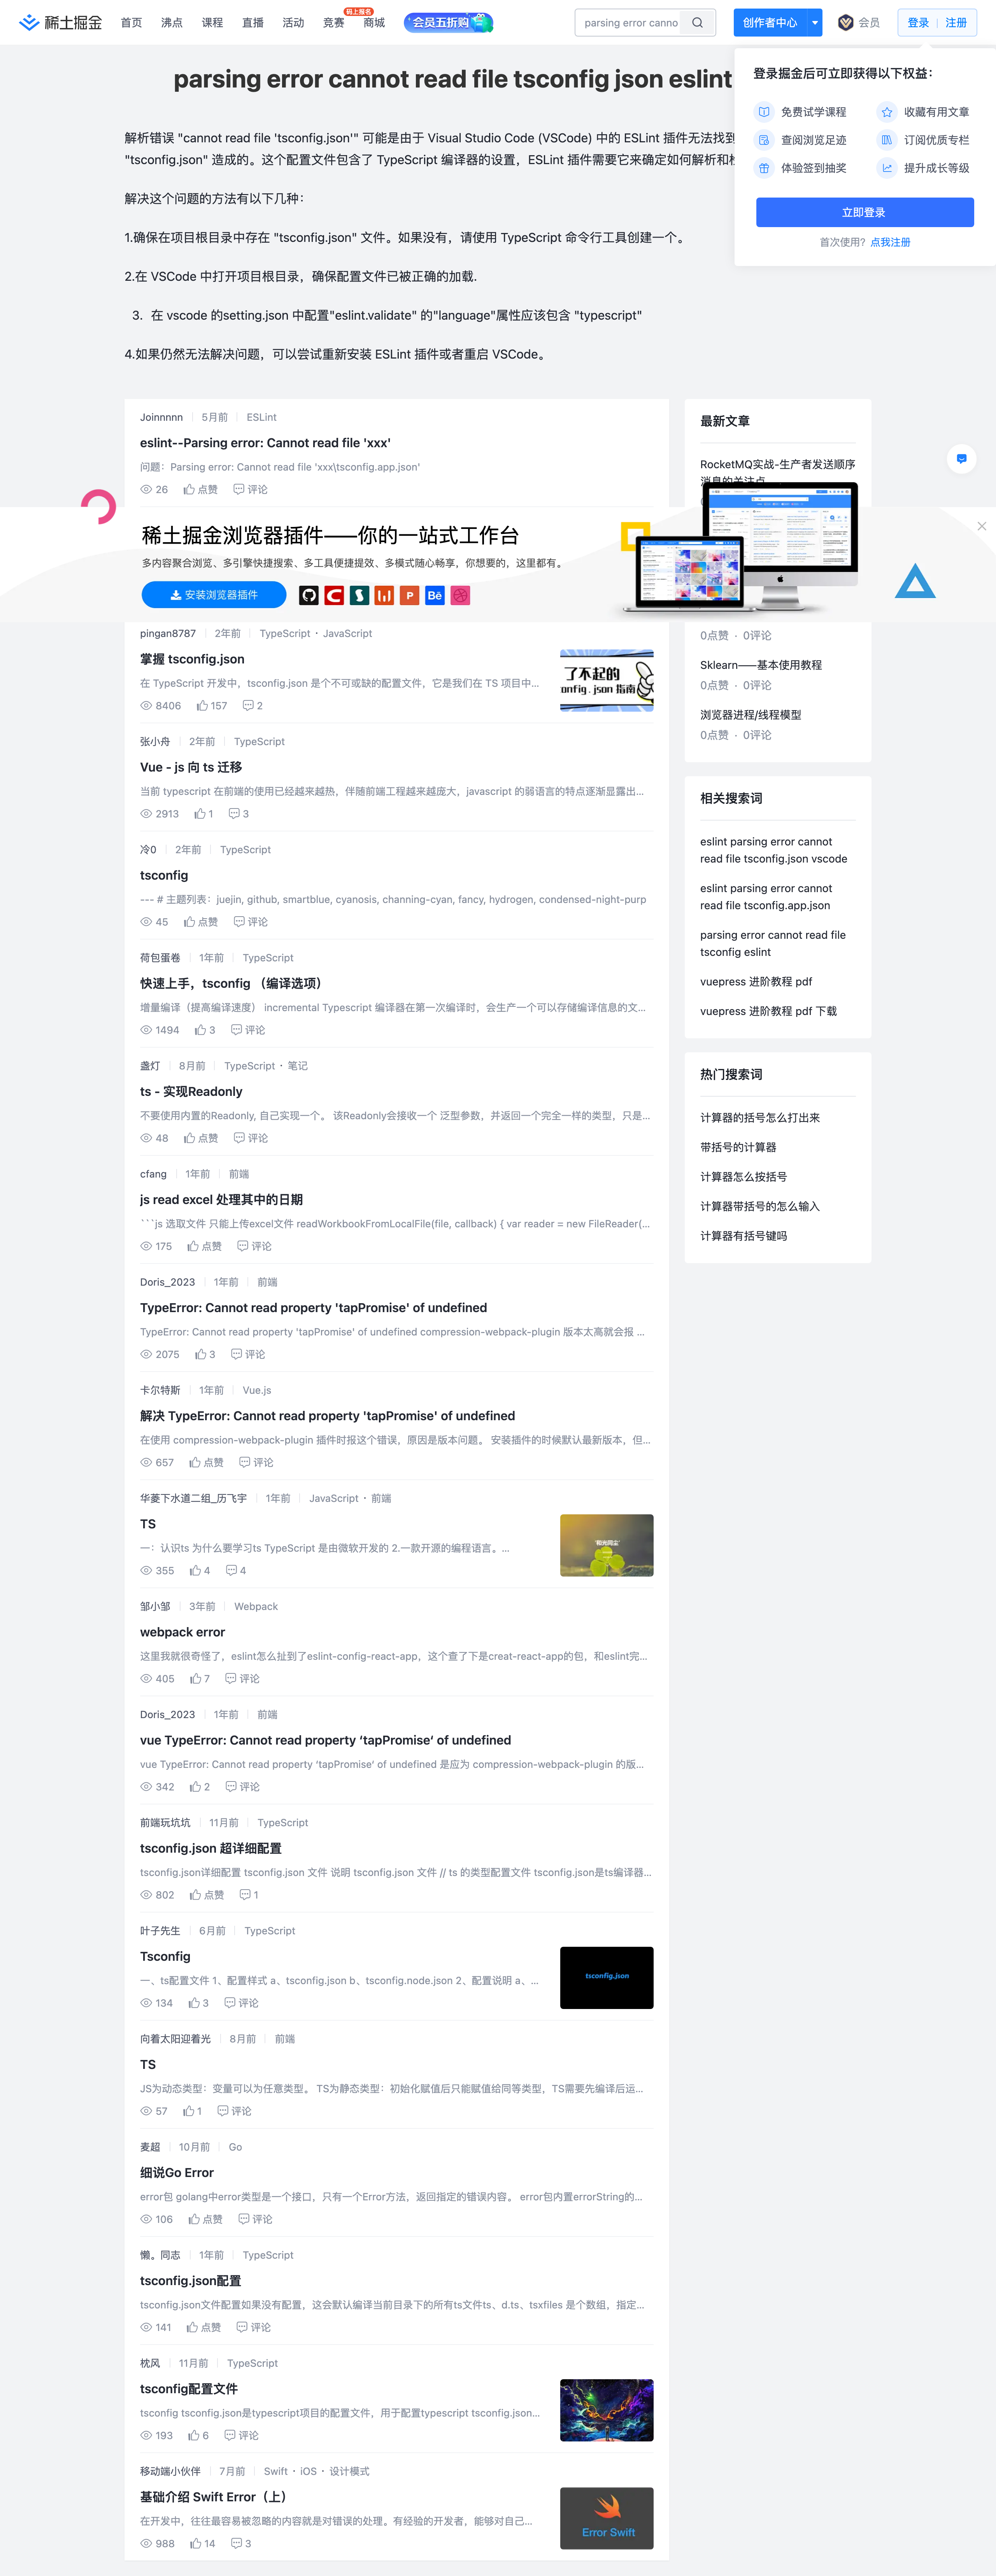 稀土掘金
首页
沸点
课程
直播
活动
竞赛
码上报名
商城
会员五折购
parsing error canno
创作者中心
会员
登录
注册
登录掘金后可立即获得以下权益：
免费试学课程
收藏有用文章
查阅浏览足迹
订阅优质专栏
体验签到抽奖
提升成长等级
立即登录
首次使用? 点我注册
parsing error cannot read file tsconfig json eslint
解析错误 "cannot read file 'tsconfig.json'" 可能是由于 Visual Studio Code (VSCode) 中的 ESLint 插件无法找到
"tsconfig.json" 造成的。这个配置文件包含了 TypeScript 编译器的设置，ESLint 插件需要它来确定如何解析和
解决这个问题的方法有以下几种：
1.确保在项目根目录中存在 "tsconfig.json" 文件。如果没有，请使用 TypeScript 命令行工具创建一个。
2.在 VSCode 中打开项目根目录，确保配置文件已被正确的加载.
3. 在 vscode 的setting.json 中配置"eslint.validate" 的"language"属性应该包含 "typescript"
4.如果仍然无法解决问题，可以尝试重新安装 ESLint 插件或者重启 VSCode。
Joinnnnn
5月前
ESLint
eslint--Parsing error: Cannot read file 'xxx'
问题：Parsing error: Cannot read file 'xxx\tsconfig.app.json'
26
点赞
评论
稀土掘金浏览器插件——你的一站式工作台
多内容聚合浏览、多引擎快捷搜索、多工具便捷提效、多模式随心畅享，你想要的，这里都有。
安装浏览器插件
pingan8787
2年前
TypeScript · JavaScript
掌握 tsconfig.json
在 TypeScript 开发中，tsconfig.json 是个不可或缺的配置文件，它是我们在 TS 项目中...
8406
157
2
了不起的
onfig.json 指南
张小舟
2年前
TypeScript
Vue - js 向 ts 迁移
当前 typescript 在前端的使用已经越来越热，伴随前端工程越来越庞大，javascript 的弱语言的特点逐渐显露出...
2913
1
3
冷0
2年前
TypeScript
tsconfig
--- # 主题列表：juejin, github, smartblue, cyanosis, channing-cyan, fancy, hydrogen, condensed-night-purp
45
点赞
评论
荷包蛋卷
1年前
TypeScript
快速上手，tsconfig （编译选项）
增量编译（提高编译速度） incremental Typescript 编译器在第一次编译时，会生产一个可以存储编译信息的文...
1494
3
评论
盏灯
8月前
TypeScript · 笔记
ts - 实现Readonly
不要使用内置的Readonly, 自己实现一个。 该Readonly会接收一个 泛型参数，并返回一个完全一样的类型，只是...
48
点赞
评论
cfang
1年前
前端
js read excel 处理其中的日期
```js 选取文件 只能上传excel文件 readWorkbookFromLocalFile(file, callback) { var reader = new FileReader(...
175
点赞
评论
Doris_2023
1年前
前端
TypeError: Cannot read property 'tapPromise' of undefined
TypeError: Cannot read property 'tapPromise' of undefined compression-webpack-plugin 版本太高就会报 ...
2075
3
评论
卡尔特斯
1年前
Vue.js
解决 TypeError: Cannot read property 'tapPromise' of undefined
在使用 compression-webpack-plugin 插件时报这个错误，原因是版本问题。 安装插件的时候默认最新版本，但...
657
点赞
评论
华菱下水道二组_历飞宇
1年前
JavaScript · 前端
TS
一：认识ts 为什么要学习ts TypeScript 是由微软开发的 2.一款开源的编程语言。...
355
4
4
邹小邹
3年前
Webpack
webpack error
这里我就很奇怪了，eslint怎么扯到了eslint-config-react-app，这个查了下是creat-react-app的包，和eslint完...
405
7
评论
Doris_2023
1年前
前端
vue TypeError: Cannot read property ‘tapPromise‘ of undefined
vue TypeError: Cannot read property ‘tapPromise‘ of undefined 是应为 compression-webpack-plugin 的版...
342
2
评论
前端玩坑坑
11月前
TypeScript
tsconfig.json 超详细配置
tsconfig.json详细配置 tsconfig.json 文件 说明 tsconfig.json 文件 // ts 的类型配置文件 tsconfig.json是ts编译器...
802
点赞
1
叶子先生
6月前
TypeScript
Tsconfig
一、ts配置文件 1、配置样式 a、tsconfig.json b、tsconfig.node.json 2、配置说明 a、...
134
3
评论
tsconfig.json
向着太阳迎着光
8月前
前端
TS
JS为动态类型：变量可以为任意类型。 TS为静态类型：初始化赋值后只能赋值给同等类型，TS需要先编译后运...
57
1
评论
麦超
10月前
Go
细说Go Error
error包 golang中error类型是一个接口，只有一个Error方法，返回指定的错误内容。 error包内置errorString的...
106
点赞
评论
懒。同志
1年前
TypeScript
tsconfig.json配置
tsconfig.json文件配置如果没有配置，这会默认编译当前目录下的所有ts文件ts、d.ts、tsxfiles 是个数组，指定...
141
点赞
评论
枕风
11月前
TypeScript
tsconfig配置文件
tsconfig tsconfig.json是typescript项目的配置文件，用于配置typescript tsconfig.json...
193
6
评论
移动端小伙伴
7月前
Swift · iOS · 设计模式
基础介绍 Swift Error（上）
在开发中，往往最容易被忽略的内容就是对错误的处理。有经验的开发者，能够对自己...
988
14
3
Error Swift
最新文章
RocketMQ实战-生产者发送顺序
消息的关注点
0点赞 · 0评论
Sklearn——基本使用教程
0点赞 · 0评论
浏览器进程/线程模型
0点赞 · 0评论
相关搜索词
eslint parsing error cannot
read file tsconfig.json vscode
eslint parsing error cannot
read file tsconfig.app.json
parsing error cannot read file
tsconfig eslint
vuepress 进阶教程 pdf
vuepress 进阶教程 pdf 下载
热门搜索词
计算器的括号怎么打出来
带括号的计算器
计算器怎么按括号
计算器带括号的怎么输入
计算器有括号键吗